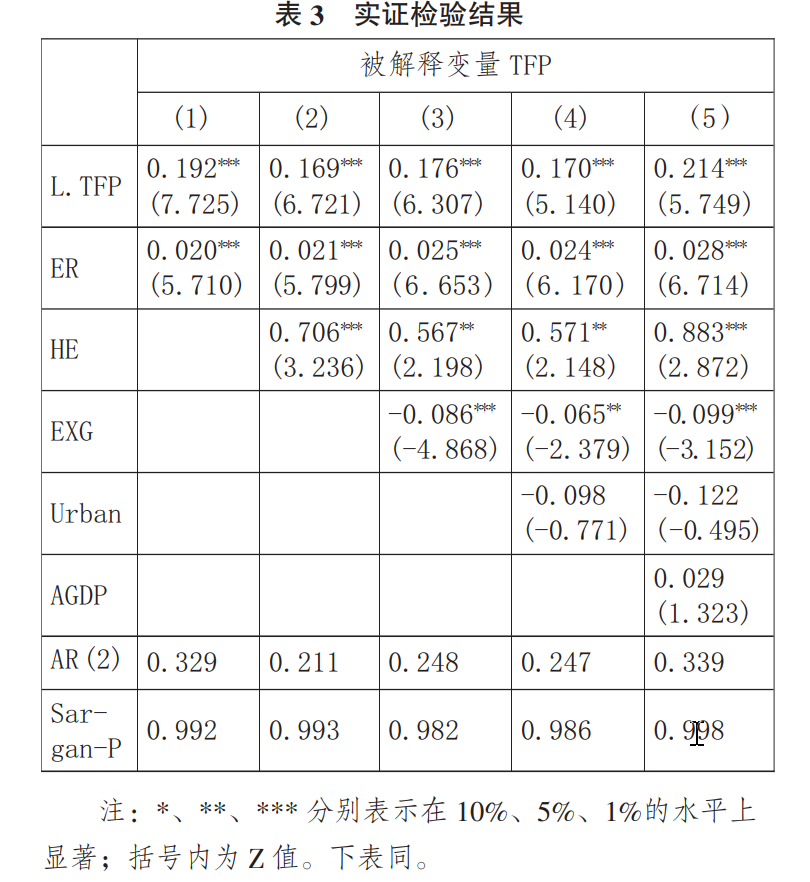 表 3 实证检验结果
被解释变量 TFP
(1) (2) (3) (4) (5)
L.TFP 0.192*** 0.169*** 0.176*** 0.170*** 0.214***
(7.725) (6.721) (6.307) (5.140) (5.749)
ER 0.020*** 0.021*** 0.025*** 0.024*** 0.028***
(5.710) (5.799) (6.653) (6.170) (6.714)
HE 0.706*** 0.567** 0.571** 0.883***
(3.236) (2.198) (2.148) (2.872)
EXG -0.086*** -0.065** -0.099***
(-4.868) (-2.379) (-3.152)
Urban -0.098 -0.122
(-0.771) (-0.495)
AGDP 0.029
(1.323)
AR(2) 0.329 0.211 0.248 0.247 0.339
Sar-
gan-P 0.992 0.993 0.982 0.986 0.998
注：*、**、*** 分别表示在 10%、5%、1%的水平上
显著；括号内为 Z 值。下表同。